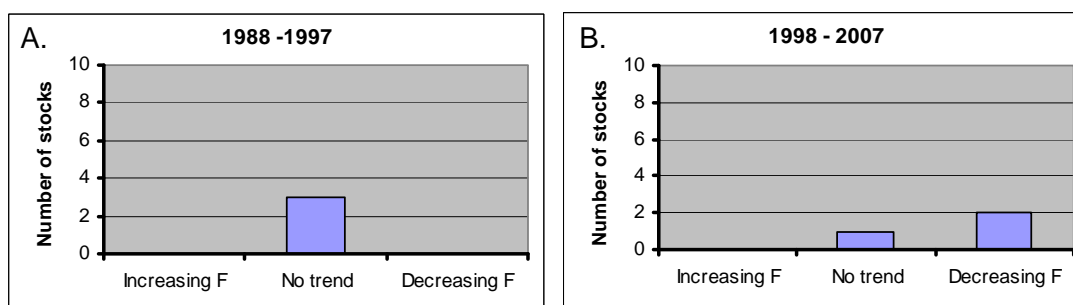 A.
1988 -1997
Number of stocks
10
8
6
4
2
0
Increasing F No trend Decreasing F
B.
1998 - 2007
Number of stocks
10
8
6
4
2
0
Increasing F No trend Decreasing F